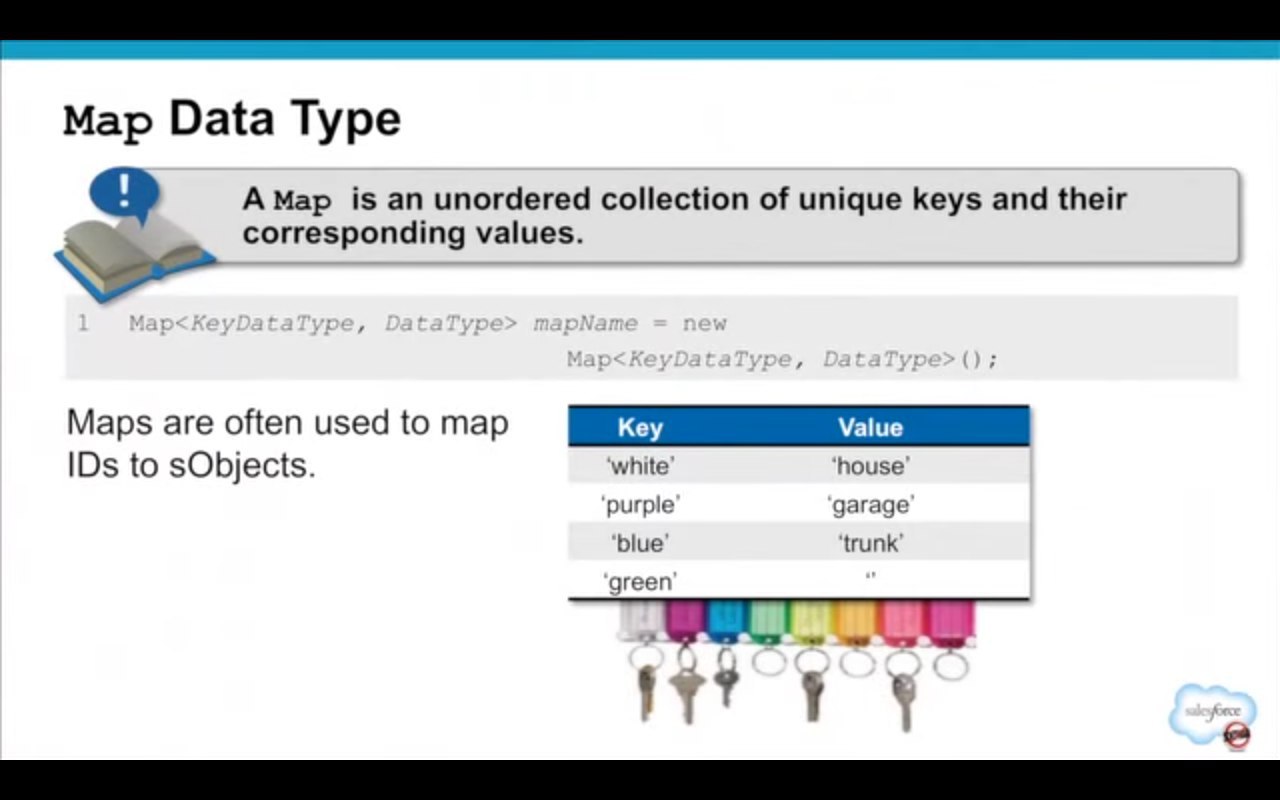 Map Data Type
!
A Map is an unordered collection of unique keys and their
corresponding values.
1 Map<KeyDataType, DataType> mapName = new
Map<KeyDataType, DataType>();
Maps are often used to map
IDs to sObjects.
Key Value
‘white’ ‘house’
‘purple’ ‘garage’
‘blue’ ‘trunk’
‘green’ ‘’
salesforce